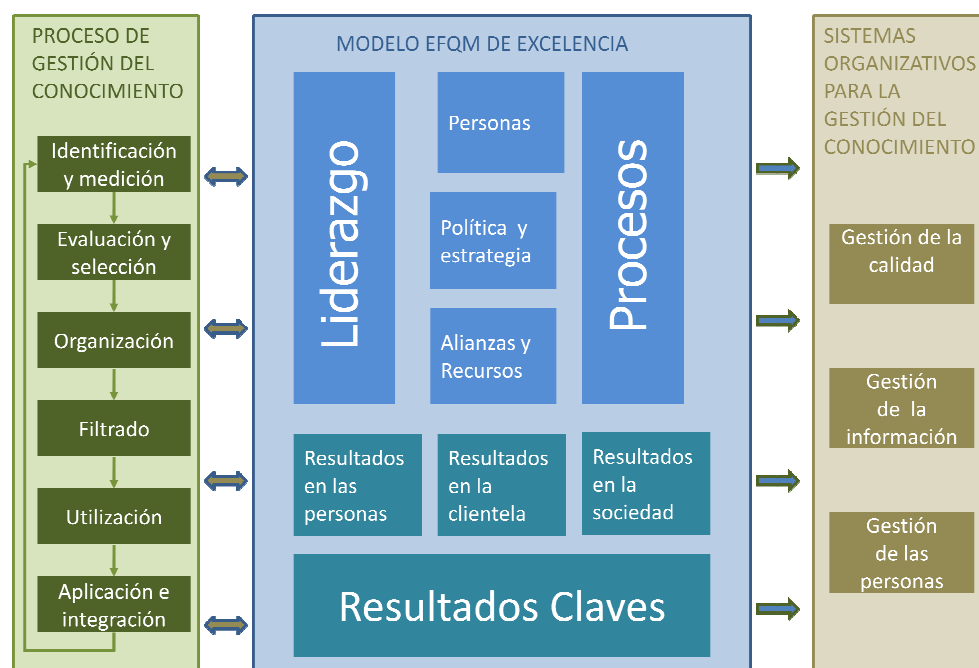 PROCESO DE
GESTIÓN DEL
CONOCIMIENTO
Identificación
y medición
Evaluación y
selección
Organización
Filtrado
Utilización
Aplicación e
integración
MODELO EFQM DE EXCELENCIA
Liderazgo
Personas
Política y
estrategia
Alianzas y
Recursos
Procesos
Resultados
en las
personas
Resultados
en la
clientela
Resultados
en la
sociedad
Resultados Claves
SISTEMAS
ORGANIZATIVOS
PARA LA
GESTIÓN DEL
CONOCIMIENTO
Gestión de la
calidad
Gestión
de la
información
Gestión
de las
personas